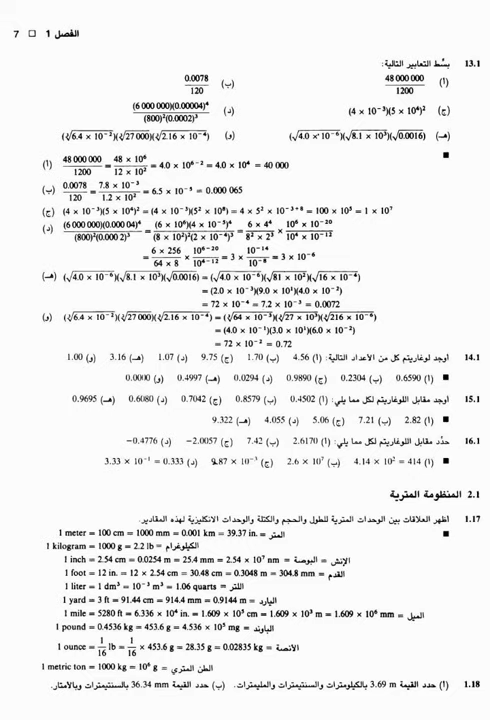 الفصل 1 □ 7
13.1 بسّط التعابير التالية:
(أ) 48 000 000 / 1200 (ب) 0.0078 / 120
(ج) (4 × 10⁻³)(5 × 10⁴)² (د) (6 000 000)(0.00004)⁴ / (800)²(0.0002)³
(هـ) (√4.0 × 10⁻⁶)(√8.1 × 10³)(√0.0016) (و) (∛6.4 × 10⁻²)(∛27 000)(∛2.16 × 10⁻⁴)
■
(أ) 48 000 000 / 1200 = 48 × 10⁶ / 12 × 10² = 4.0 × 10⁶⁻² = 4.0 × 10⁴ = 40 000
(ب) 0.0078 / 120 = 7.8 × 10⁻³ / 1.2 × 10² = 6.5 × 10⁻⁵ = 0.000 065
(ج) (4 × 10⁻³)(5 × 10⁴)² = (4 × 10⁻³)(5² × 10⁸) = 4 × 5² × 10⁻³⁺⁸ = 100 × 10⁵ = 1 × 10⁷
(د) (6 000 000)(0.000 04)⁴ / (800)²(0.000 2)³ = (6 × 10⁶)(4 × 10⁻⁵)⁴ / (8 × 10²)²(2 × 10⁻⁴)³ = 6 × 4⁴ / 8² × 2³ × 10⁶ × 10⁻²⁰ / 10⁴ × 10⁻¹²
= 6 × 256 / 64 × 8 × 10⁶⁻²⁰ / 10⁴⁻¹² = 3 × 10⁻¹⁴ / 10⁻⁸ = 3 × 10⁻⁶
(هـ) (√4.0 × 10⁻⁶)(√8.1 × 10³)(√0.0016) = (√4.0 × 10⁻⁶)(√81 × 10²)(√16 × 10⁻⁴)
= (2.0 × 10⁻³)(9.0 × 10¹)(4.0 × 10⁻²)
= 72 × 10⁻⁴ = 7.2 × 10⁻³ = 0.0072
(و) (∛6.4 × 10⁻²)(∛27 000)(∛2.16 × 10⁻⁴) = (∛64 × 10⁻³)(∛27 × 10³)(∛216 × 10⁻⁶)
= (4.0 × 10⁻¹)(3.0 × 10¹)(6.0 × 10⁻²)
= 72 × 10⁻² = 0.72
14.1 أوجد لوغاريتم كل من الأعداد التالية: (أ) 4.56 (ب) 1.70 (ج) 9.75 (د) 1.07 (هـ) 3.16 (و) 1.00
■ (أ) 0.6590 (ب) 0.2304 (ج) 0.9890 (د) 0.0294 (هـ) 0.4997 (و) 0.0000
15.1 أوجد مقابل اللوغاريتم لكل مما يلي: (أ) 0.4502 (ب) 0.8579 (ج) 0.7042 (د) 0.6080 (هـ) 0.9695
■ (أ) 2.82 (ب) 7.21 (ج) 5.06 (د) 4.055 (هـ) 9.322
16.1 حدّد مقابل اللوغاريتم لكل مما يلي: (أ) 2.6170 (ب) 7.42 (ج) −2.0057 (د) −0.4776
■ (أ) 4.14 × 10² = 414 (ب) 2.6 × 10⁷ (ج) 9.87 × 10⁻³ (د) 3.33 × 10⁻¹ = 0.333
2.1 المنظومة المترية
1.17 أظهر العلاقات بين الوحدات المترية للطول والحجم والكتلة والوحدات الانكليزية لهذه المقادير.
■ المتر = 1 meter = 100 cm = 1000 mm = 0.001 km = 39.37 in.
الكيلوغرام = 1 kilogram = 1000 g = 2.2 lb
الإنش = البوصة = 1 inch = 2.54 cm = 0.0254 m = 25.4 mm = 2.54 × 10⁷ nm
القدم = 1 foot = 12 in. = 12 × 2.54 cm = 30.48 cm = 0.3048 m = 304.8 mm
اللتر = 1 liter = 1 dm³ = 10⁻³ m³ = 1.06 quarts
اليارد = 1 yard = 3 ft = 91.44 cm = 914.4 mm = 0.9144 m
الميل = 1 mile = 5280 ft = 6.336 × 10⁴ in. = 1.609 × 10⁵ cm = 1.609 × 10³ m = 1.609 × 10⁶ mm
الباوند = 1 pound = 0.4536 kg = 453.6 g = 4.536 × 10⁵ mg
الانصة = 1 ounce = 1/16 lb = 1/16 × 453.6 g = 28.35 g = 0.02835 kg
الطن المتري = 1 metric ton = 1000 kg = 10⁶ g
1.18 (أ) حدد القيمة 3.69 m بالكيلومترات والسنتيمترات والمليمترات. (ب) حدد القيمة 36.34 mm بالسنتيمترات وبالأمتار.